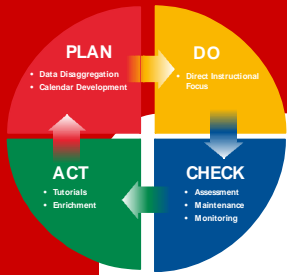 PLAN
• Data Disaggregation
• Calendar Development
DO
• Direct Instructional
Focus
ACT
• Tutorials
• Enrichment
CHECK
• Assessment
• Maintenance
• Monitoring